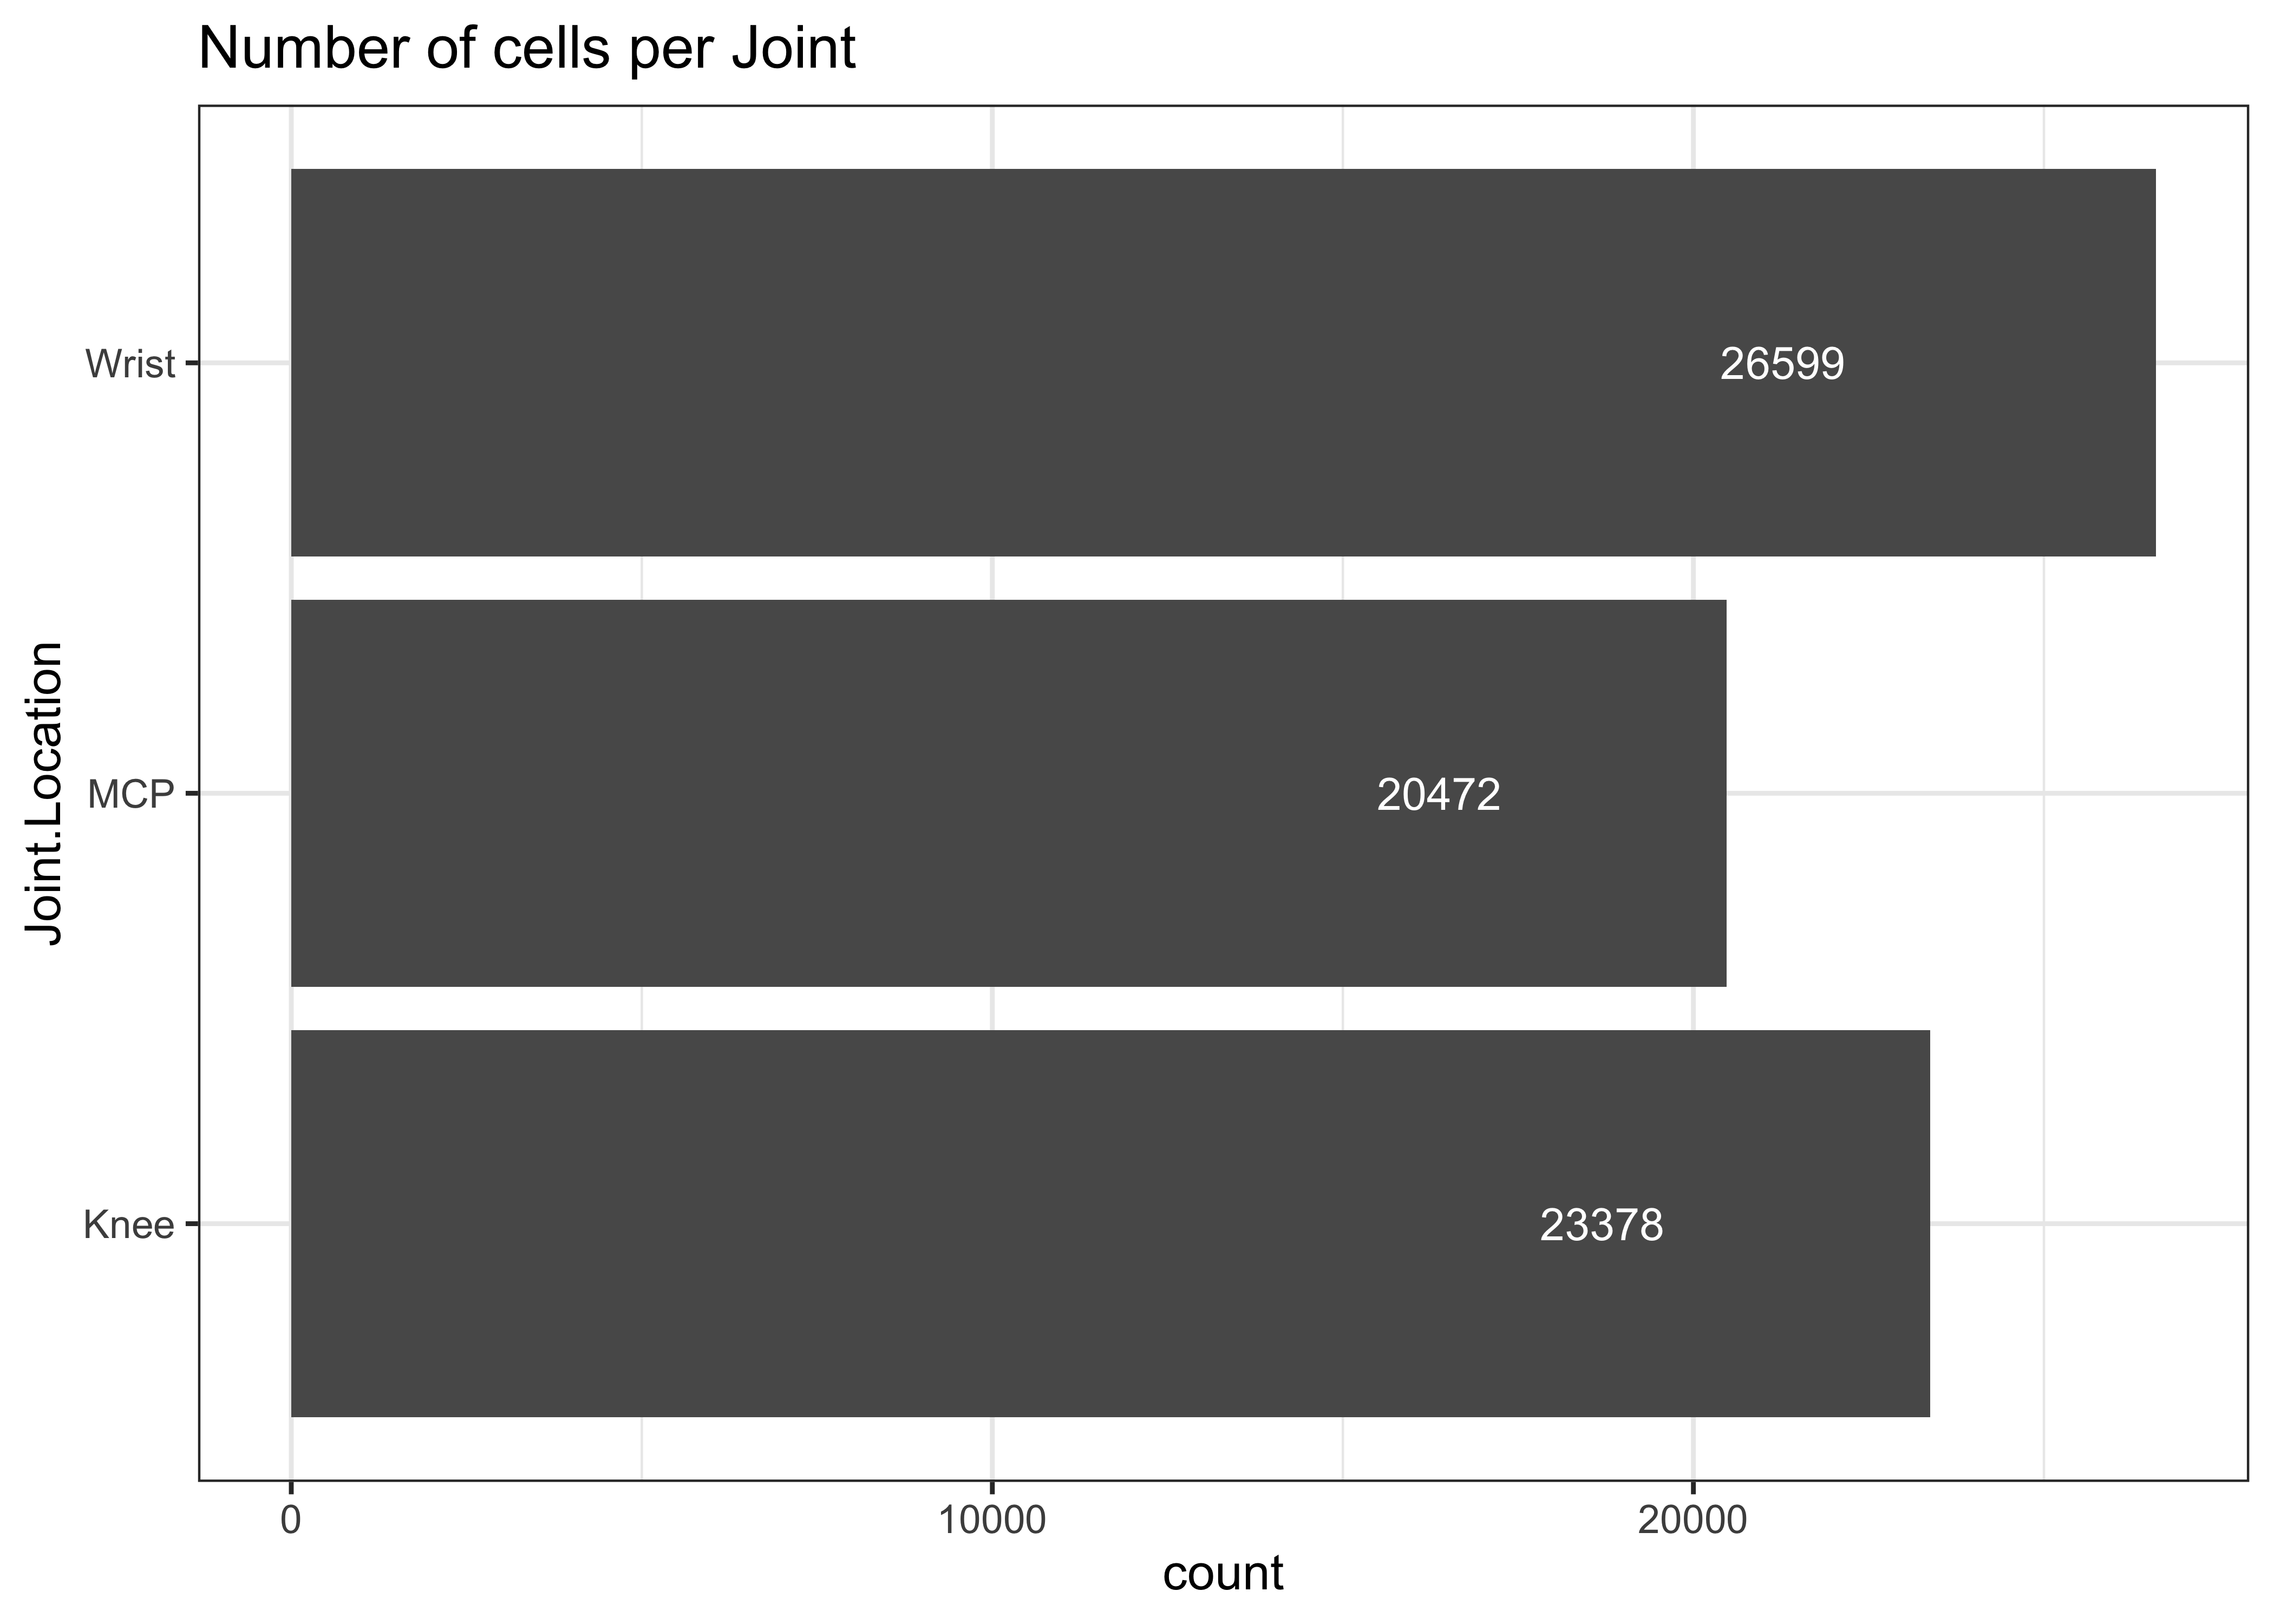 Number of cells per Joint
Joint.Location
Wrist
26599
MCP
20472
Knee
23378
0
10000
20000
count